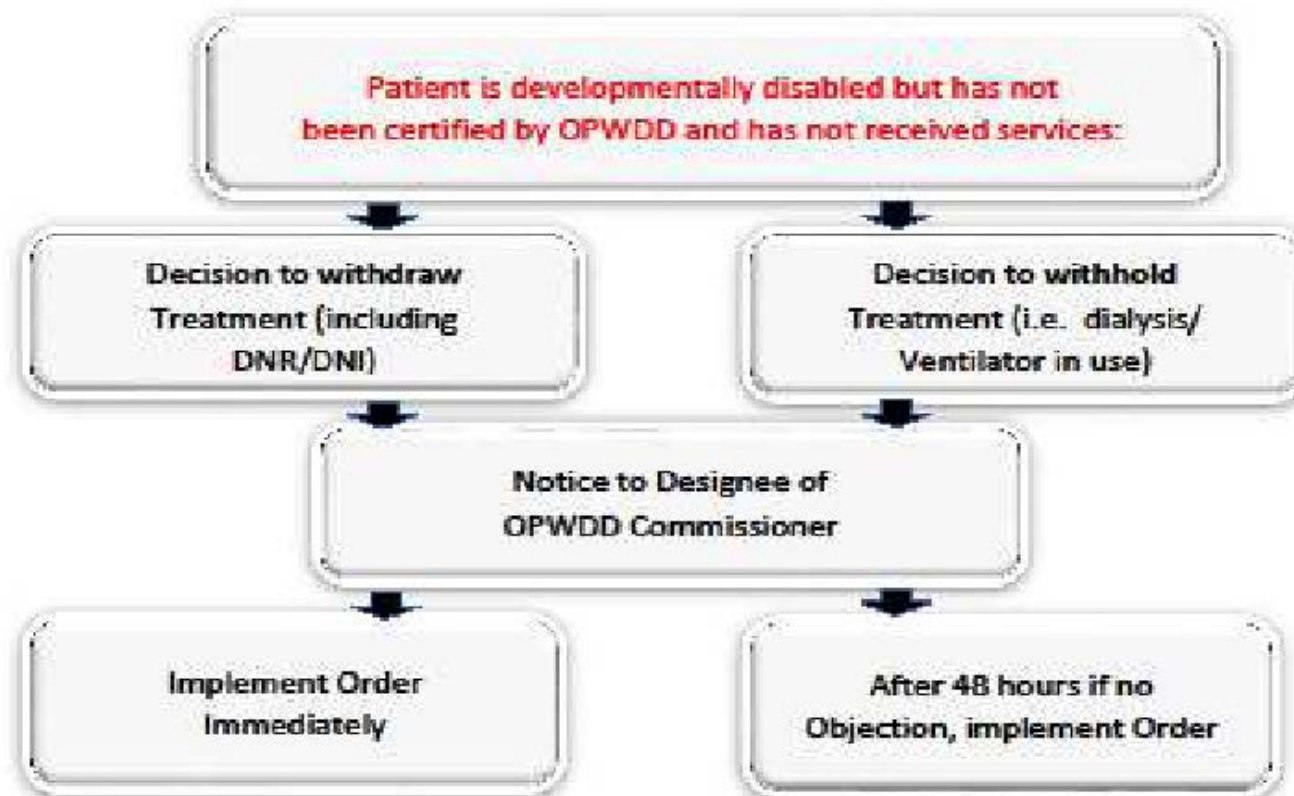 Patient is developmentally disabled but has not
been certified by OPWDD and has not received services:
Decision to withdraw
Treatment (including
DNR/DNI)
Decision to withhold
Treatment (i.e. dialysis/
Ventilator in use)
Notice to Designee of
OPWDD Commissioner
Implement Order
Immediately
After 48 hours if no
Objection, implement Order